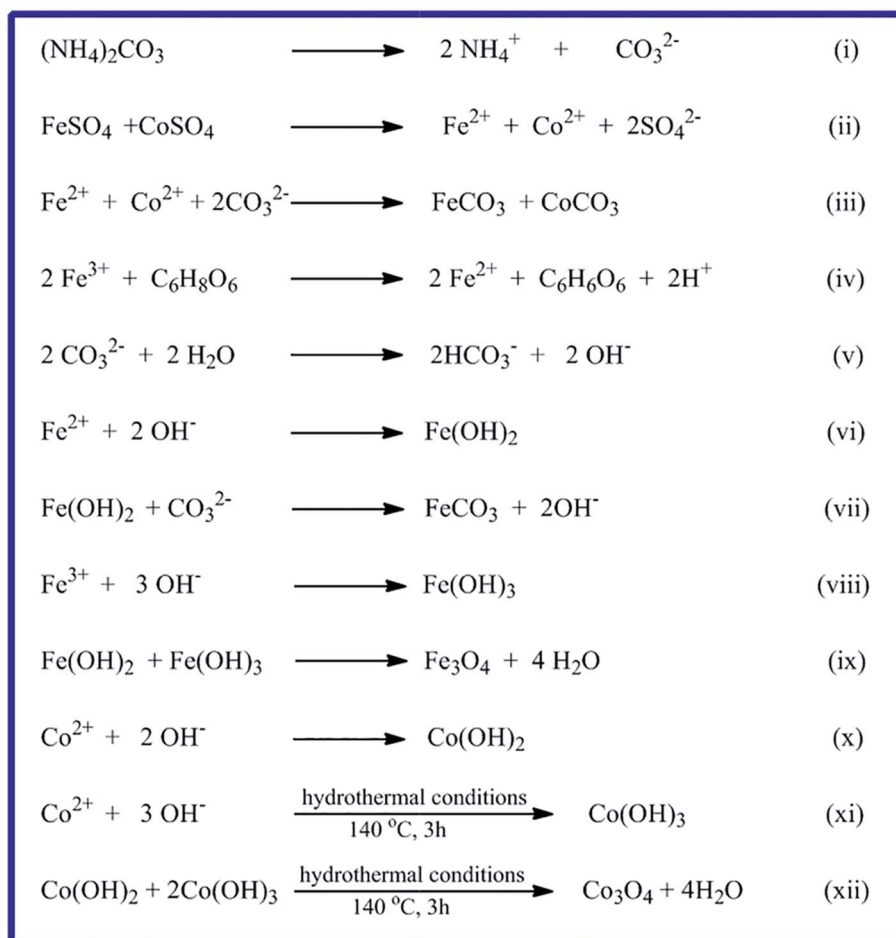 (NH₄)₂CO₃ ⟶ 2 NH₄⁺ + CO₃²⁻ (i)
FeSO₄ +CoSO₄ ⟶ Fe²⁺ + Co²⁺ + 2SO₄²⁻ (ii)
Fe²⁺ + Co²⁺ + 2CO₃²⁻ ⟶ FeCO₃ + CoCO₃ (iii)
2 Fe³⁺ + C₆H₈O₆ ⟶ 2 Fe²⁺ + C₆H₆O₆ + 2H⁺ (iv)
2 CO₃²⁻ + 2 H₂O ⟶ 2HCO₃⁻ + 2 OH⁻ (v)
Fe²⁺ + 2 OH⁻ ⟶ Fe(OH)₂ (vi)
Fe(OH)₂ + CO₃²⁻ ⟶ FeCO₃ + 2OH⁻ (vii)
Fe³⁺ + 3 OH⁻ ⟶ Fe(OH)₃ (viii)
Fe(OH)₂ + Fe(OH)₃ ⟶ Fe₃O₄ + 4 H₂O (ix)
Co²⁺ + 2 OH⁻ ⟶ Co(OH)₂ (x)
hydrothermal conditions
Co²⁺ + 3 OH⁻ ⟶ Co(OH)₃ (xi)
140 °C, 3h
hydrothermal conditions
Co(OH)₂ + 2Co(OH)₃ ⟶ Co₃O₄ + 4H₂O (xii)
140 °C, 3h